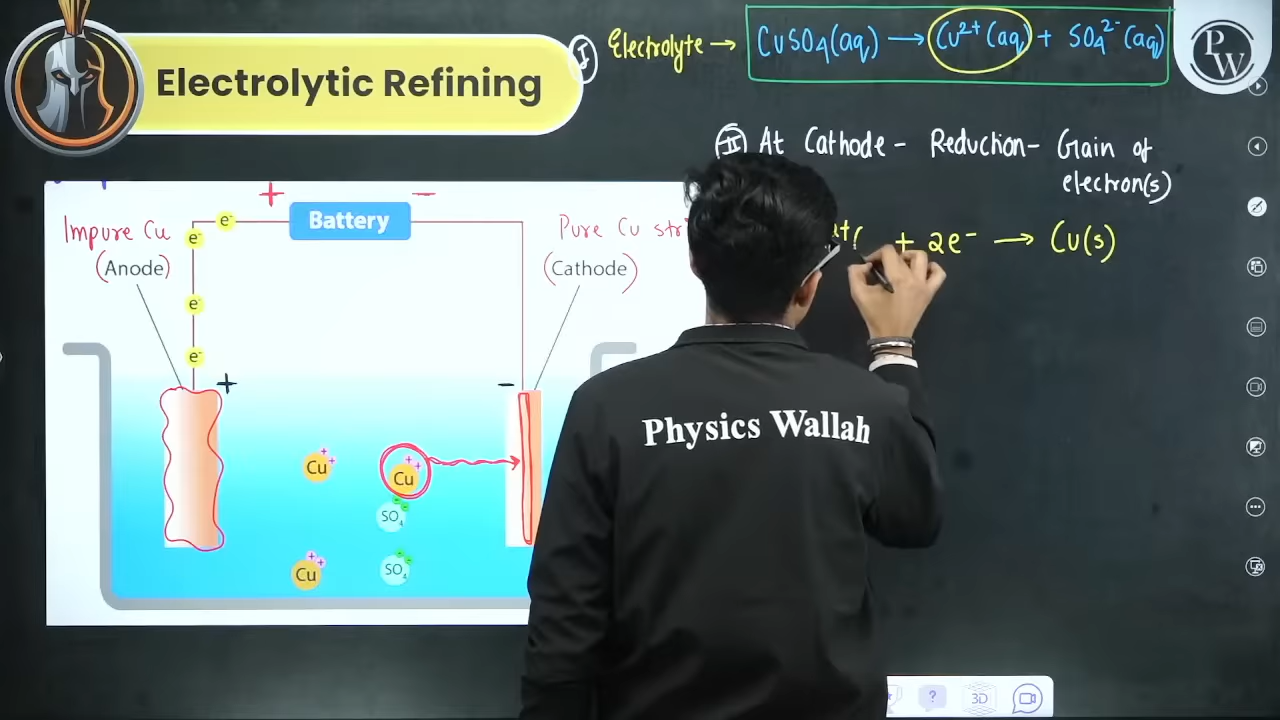 Electrolytic Refining
I Electrolyte → CuSO4(aq) → Cu²⁺(aq) + SO4²⁻(aq)
PW
II At Cathode - Reduction - Gain of
electron(s)
+ 2e⁻ → Cu(s)
+ Battery −
Impure Cu
(Anode)
Pure Cu
(Cathode)
e⁻
e⁻
e⁻
e⁻
+
−
Cu ++
Cu ++
SO4 --
Cu ++
SO4 --
Physics Wallah
? 3D